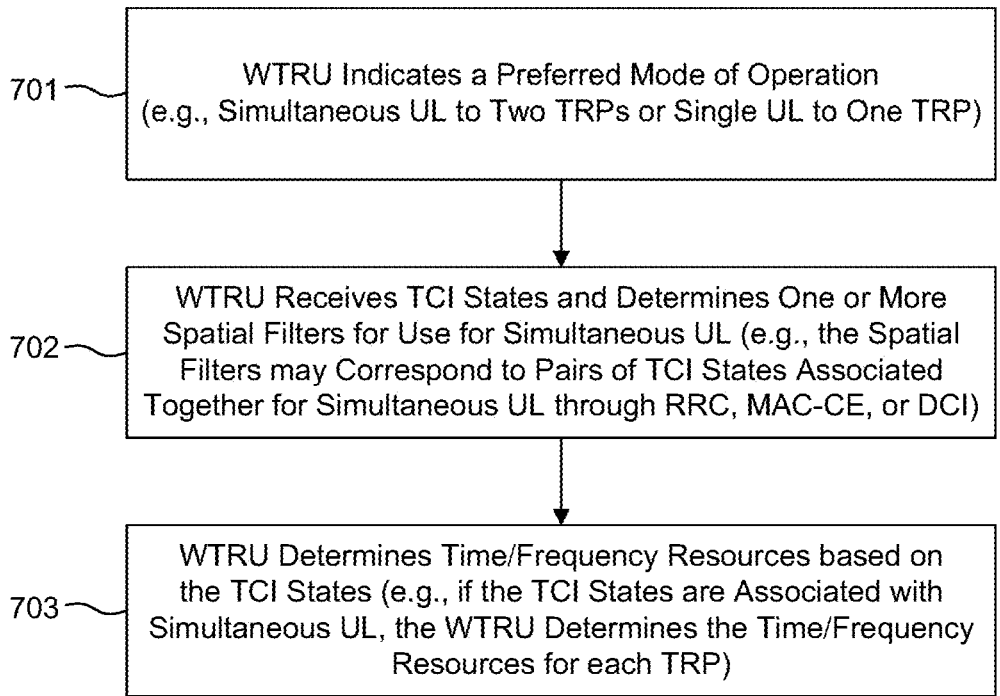 701
WTRU Indicates a Preferred Mode of Operation
(e.g., Simultaneous UL to Two TRPs or Single UL to One TRP)
702
WTRU Receives TCI States and Determines One or More
Spatial Filters for Use for Simultaneous UL (e.g., the Spatial
Filters may Correspond to Pairs of TCI States Associated
Together for Simultaneous UL through RRC, MAC-CE, or DCI)
703
WTRU Determines Time/Frequency Resources based on
the TCI States (e.g., if the TCI States are Associated with
Simultaneous UL, the WTRU Determines the Time/Frequency
Resources for each TRP)